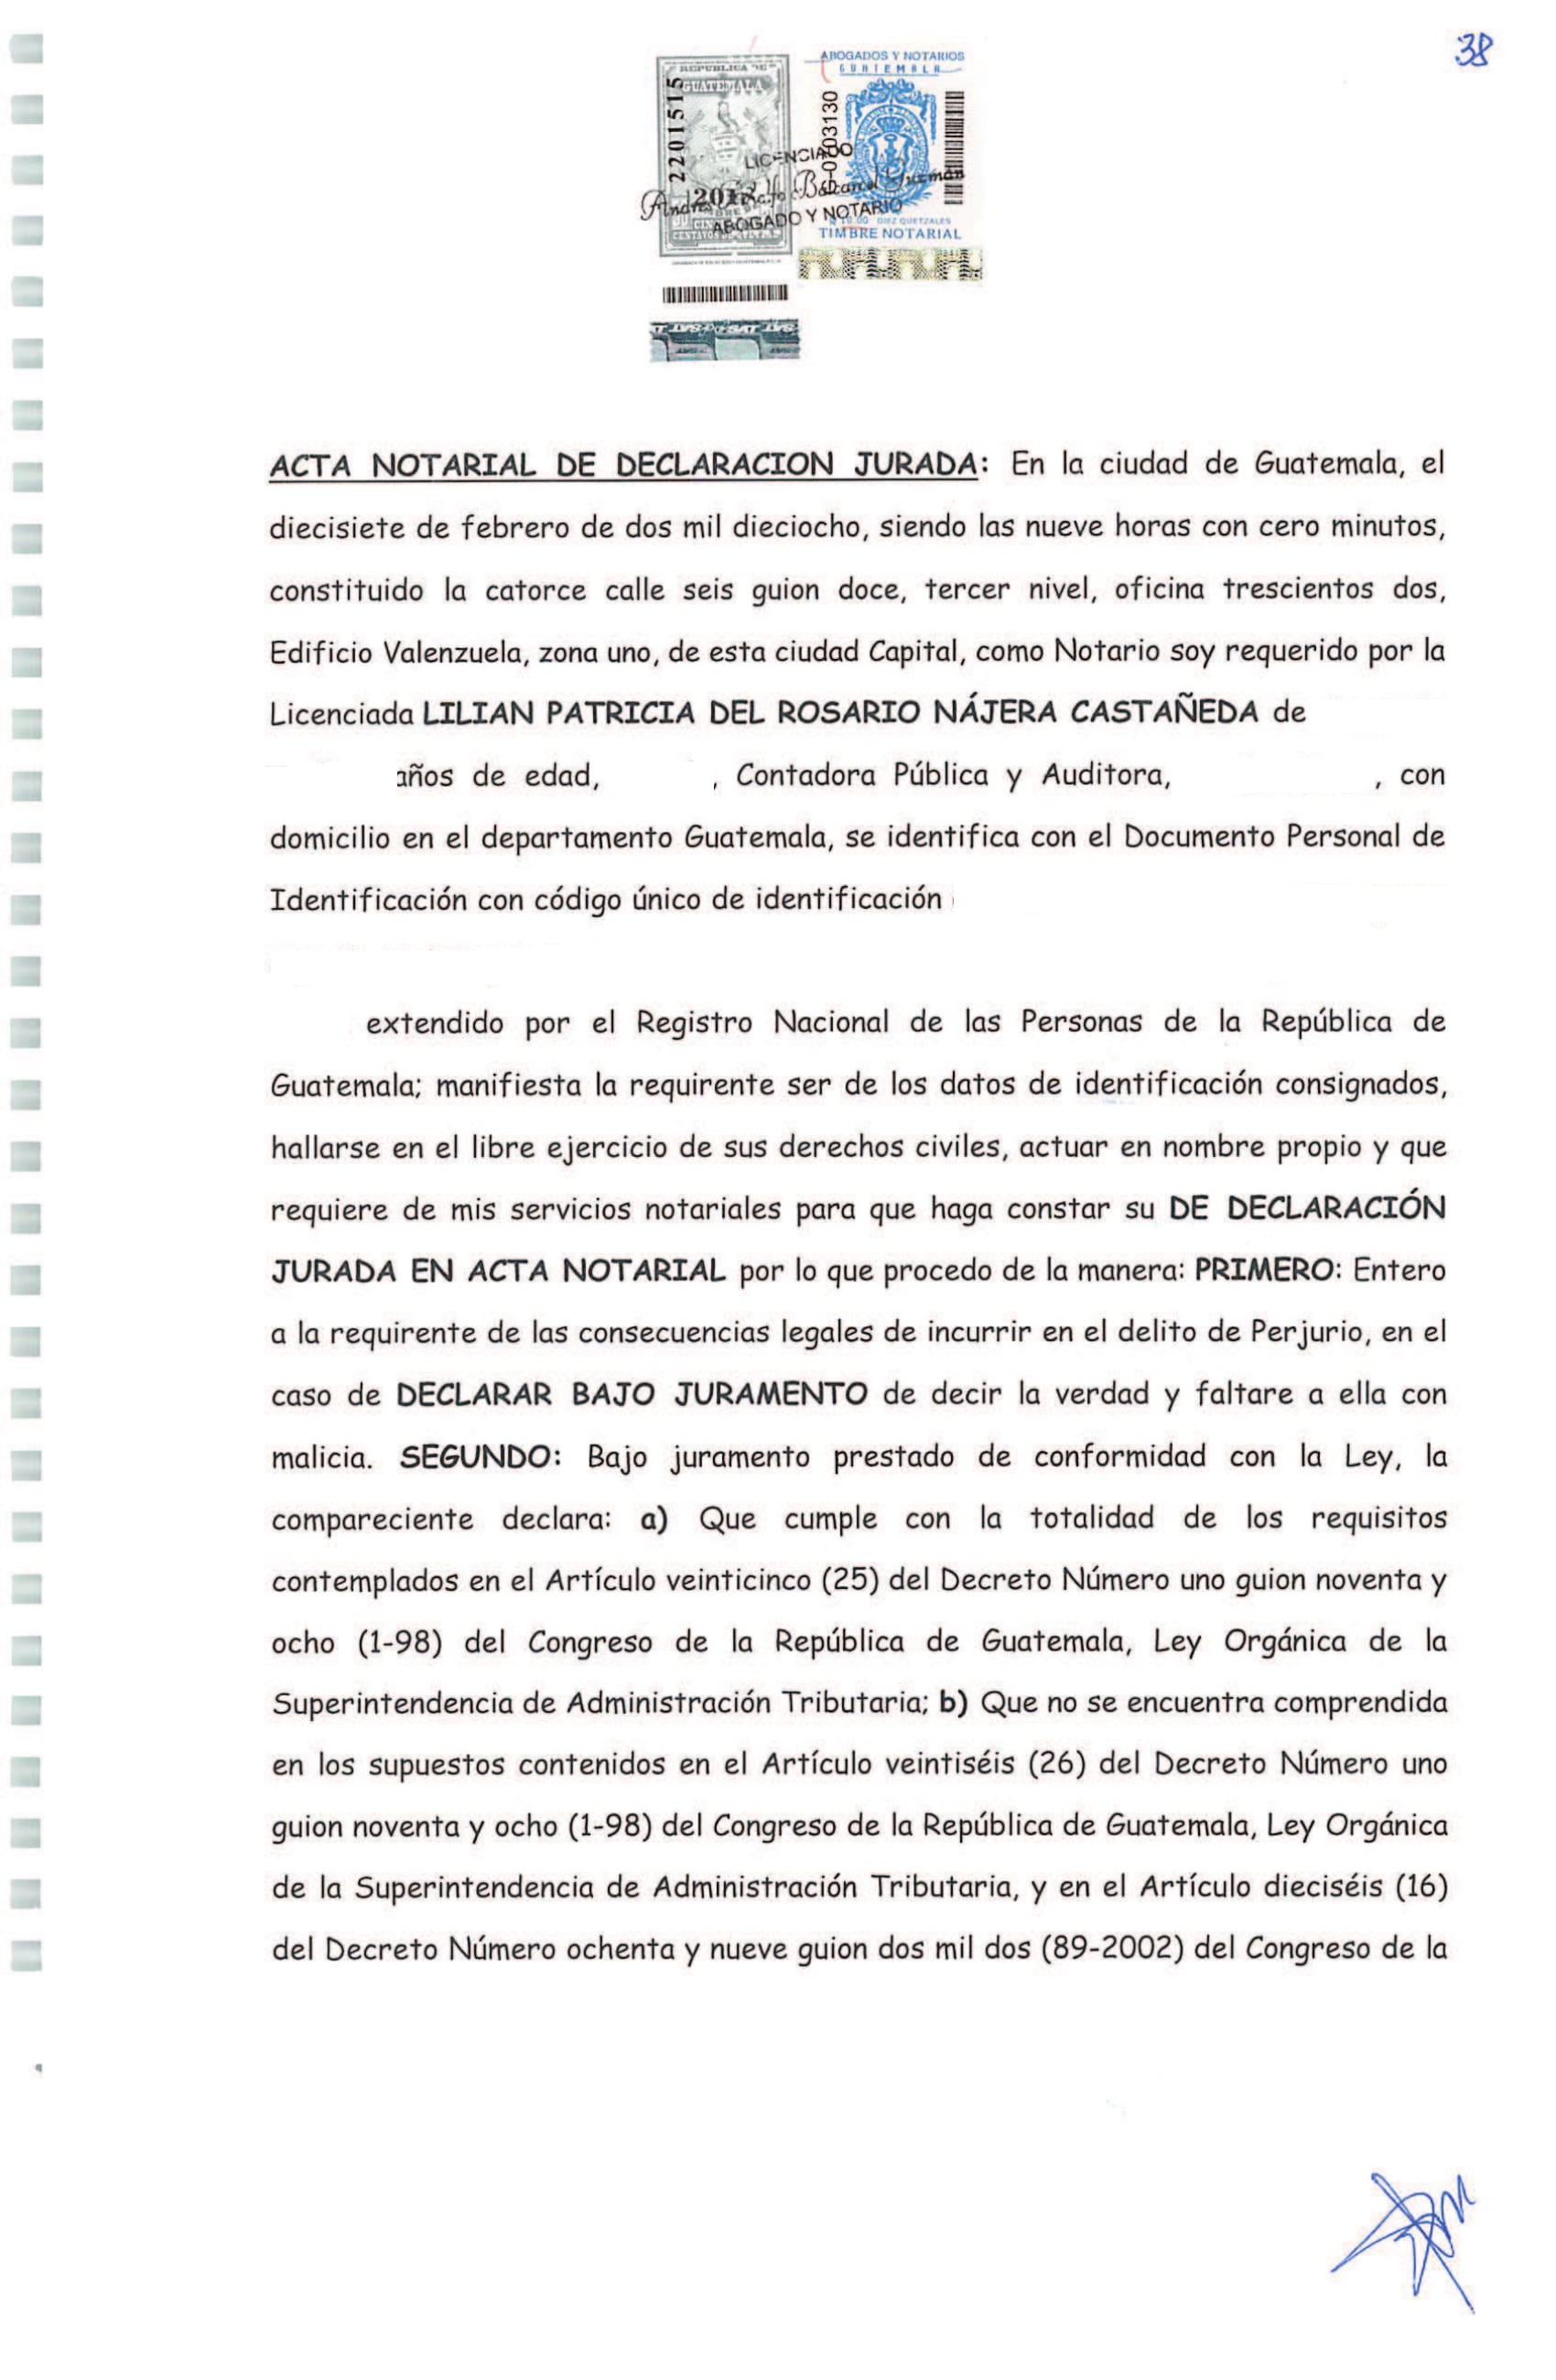 38
REPUBLICA DE
GUATEMALA
2201515
ABOGADOS Y NOTARIOS
GUATEMALA
LICENCIADO
ABOGADO Y NOTARIO
Q 10.00 DIEZ QUETZALES
TIMBRE NOTARIAL
ACTA NOTARIAL DE DECLARACION JURADA: En la ciudad de Guatemala, el
diecisiete de febrero de dos mil dieciocho, siendo las nueve horas con cero minutos,
constituido la catorce calle seis guion doce, tercer nivel, oficina trescientos dos,
Edificio Valenzuela, zona uno, de esta ciudad Capital, como Notario soy requerido por la
Licenciada LILIAN PATRICIA DEL ROSARIO NÁJERA CASTAÑEDA de
años de edad, , Contadora Pública y Auditora, , con
domicilio en el departamento Guatemala, se identifica con el Documento Personal de
Identificación con código único de identificación
extendido por el Registro Nacional de las Personas de la República de
Guatemala; manifiesta la requirente ser de los datos de identificación consignados,
hallarse en el libre ejercicio de sus derechos civiles, actuar en nombre propio y que
requiere de mis servicios notariales para que haga constar su DE DECLARACIÓN
JURADA EN ACTA NOTARIAL por lo que procedo de la manera: PRIMERO: Entero
a la requirente de las consecuencias legales de incurrir en el delito de Perjurio, en el
caso de DECLARAR BAJO JURAMENTO de decir la verdad y faltare a ella con
malicia. SEGUNDO: Bajo juramento prestado de conformidad con la Ley, la
compareciente declara: a) Que cumple con la totalidad de los requisitos
contemplados en el Artículo veinticinco (25) del Decreto Número uno guion noventa y
ocho (1-98) del Congreso de la República de Guatemala, Ley Orgánica de la
Superintendencia de Administración Tributaria; b) Que no se encuentra comprendida
en los supuestos contenidos en el Artículo veintiséis (26) del Decreto Número uno
guion noventa y ocho (1-98) del Congreso de la República de Guatemala, Ley Orgánica
de la Superintendencia de Administración Tributaria, y en el Artículo dieciséis (16)
del Decreto Número ochenta y nueve guion dos mil dos (89-2002) del Congreso de la